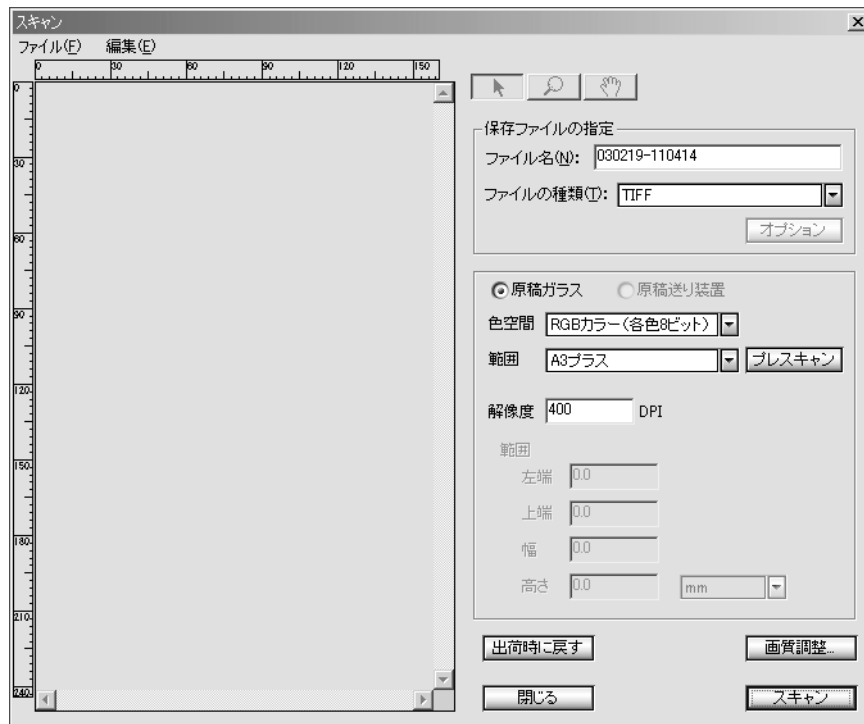 スキャン
ファイル(F) 編集(E)
0 30 60 90 120 150
0
30
60
90
120
150
180
210
240
保存ファイルの指定
ファイル名(N): 030219-110414
ファイルの種類(T): TIFF
オプション
原稿ガラス 原稿送り装置
色空間 RGBカラー(各色8ビット)
範囲 A3プラス プレスキャン
解像度 400 DPI
範囲
左端 0.0
上端 0.0
幅 0.0
高さ 0.0 mm
出荷時に戻す 画質調整...
閉じる スキャン